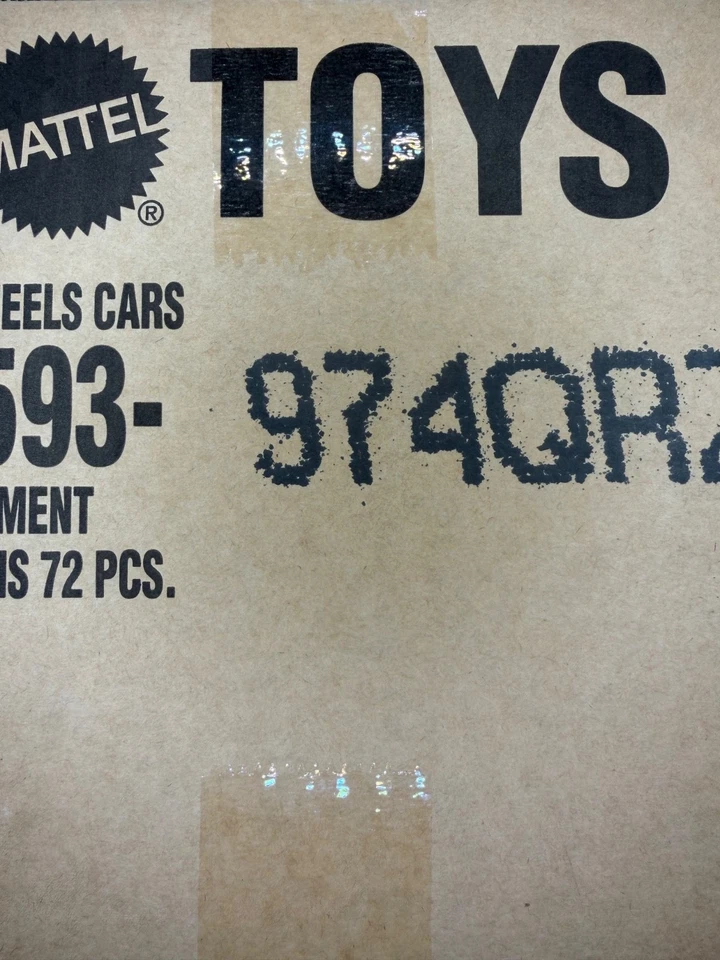 MATTEL
TOYS
®
EELS CARS
593-
974QR
MENT
NS 72 PCS.